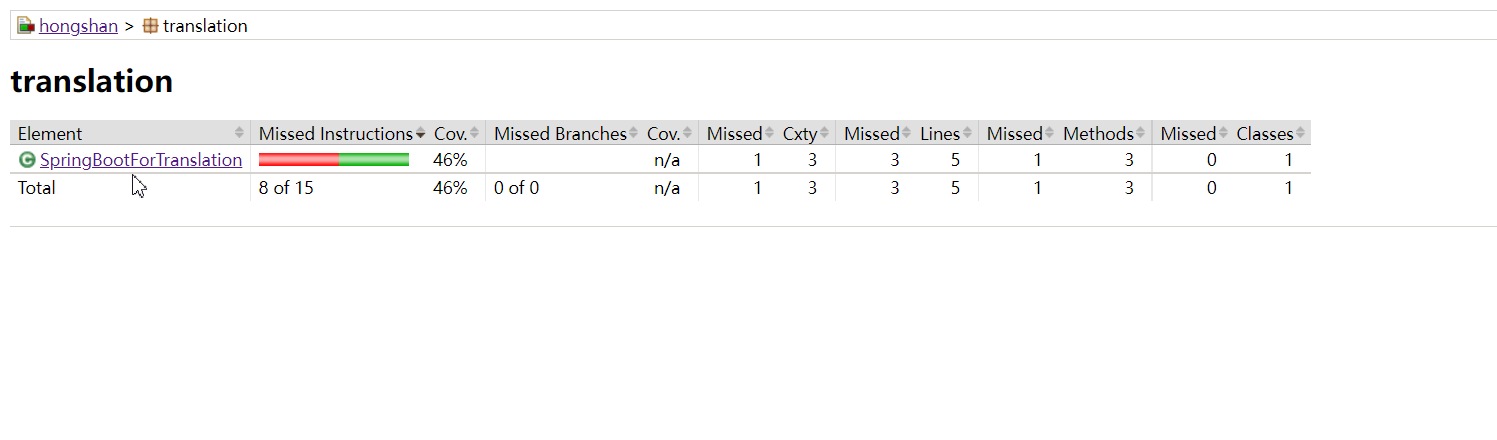 hongshan > translation
translation
Element Missed Instructions Cov. Missed Branches Cov. Missed Cxty Missed Lines Missed Methods Missed Classes
C SpringBootForTranslation 46% n/a 1 3 3 5 1 3 0 1
Total 8 of 15 46% 0 of 0 n/a 1 3 3 5 1 3 0 1